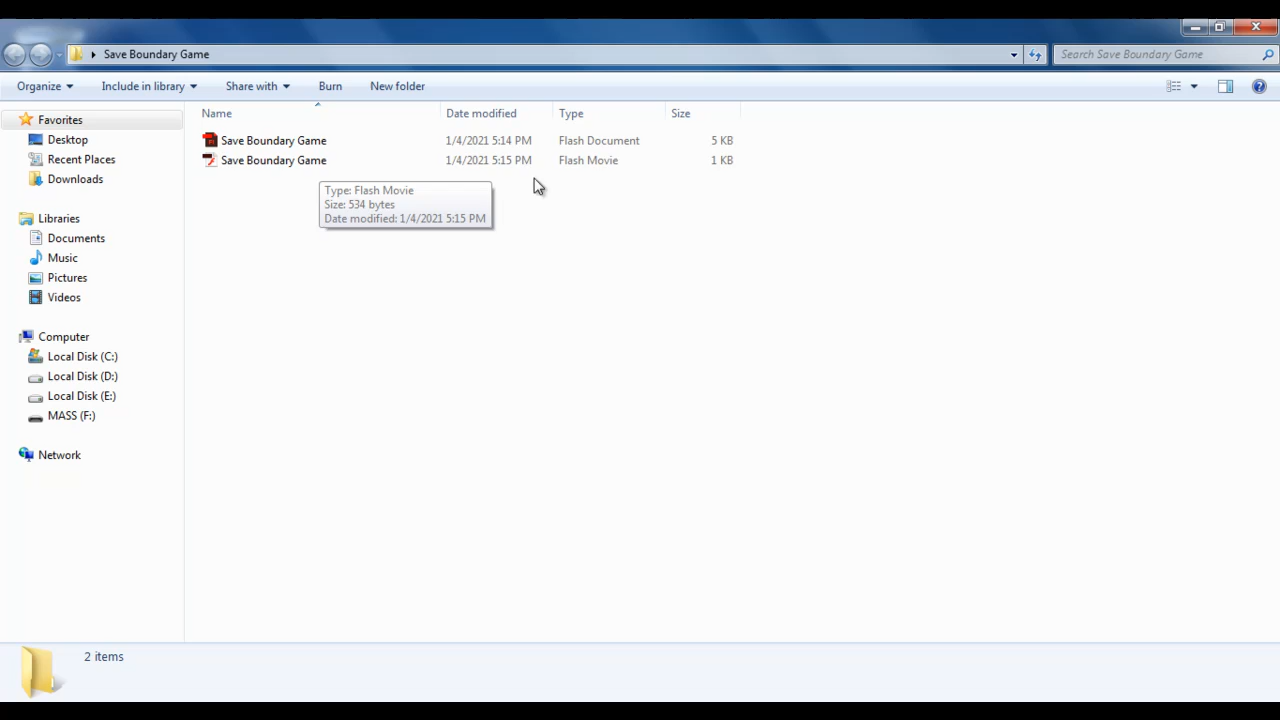 Save Boundary Game
Search Save Boundary Game
Organize Include in library Share with Burn New folder
Name Date modified Type Size
Save Boundary Game 1/4/2021 5:14 PM Flash Document 5 KB
Save Boundary Game 1/4/2021 5:15 PM Flash Movie 1 KB
Type: Flash Movie
Size: 534 bytes
Date modified: 1/4/2021 5:15 PM
Favorites
Desktop
Recent Places
Downloads
Libraries
Documents
Music
Pictures
Videos
Computer
Local Disk (C:)
Local Disk (D:)
Local Disk (E:)
MASS (F:)
Network
2 items